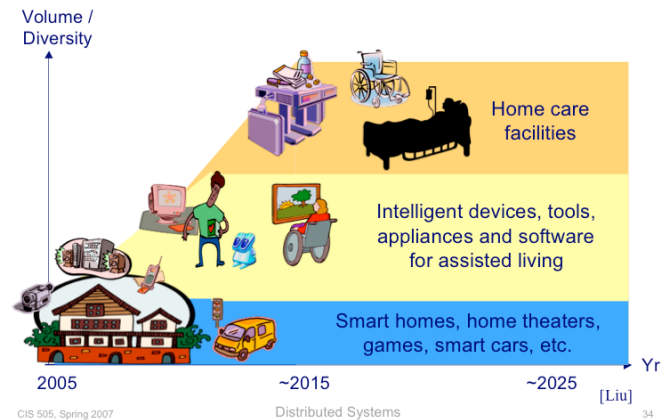 Volume /
Diversity
Home care
facilities
Intelligent devices, tools,
appliances and software
for assisted living
Smart homes, home theaters,
games, smart cars, etc.
Yr
2005
~2015
~2025
[Liu]
CIS 505, Spring 2007
Distributed Systems
34